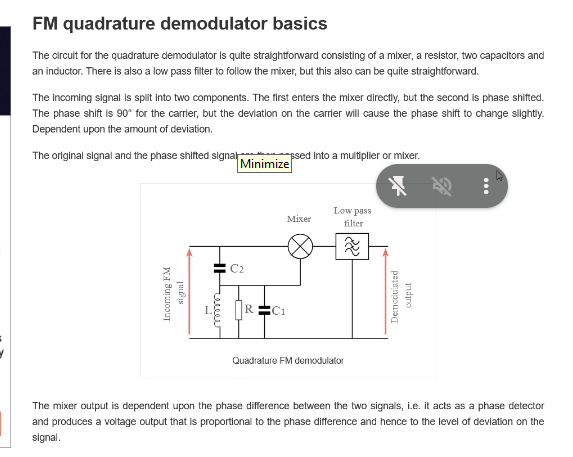 FM quadrature demodulator basics
The circuit for the quadrature demodulator is quite straightforward consisting of a mixer, a resistor, two capacitors and
an inductor. There is also a low pass filter to follow the mixer, but this also can be quite straightforward.
The incoming signal is split into two components. The first enters the mixer directly, but the second is phase shifted.
The phase shift is 90° for the carrier, but the deviation on the carrier will cause the phase shift to change slightly.
Dependent upon the amount of deviation.
The original signal and the phase shifted signal into a multiplier or mixer.
Minimize
Low pass
filter
Mixer
Incoming FM
signal
C2
L
R
C1
Demodulated
output
Quadrature FM demodulator
The mixer output is dependent upon the phase difference between the two signals, i.e. it acts as a phase detector
and produces a voltage output that is proportional to the phase difference and hence to the level of deviation on the
signal.